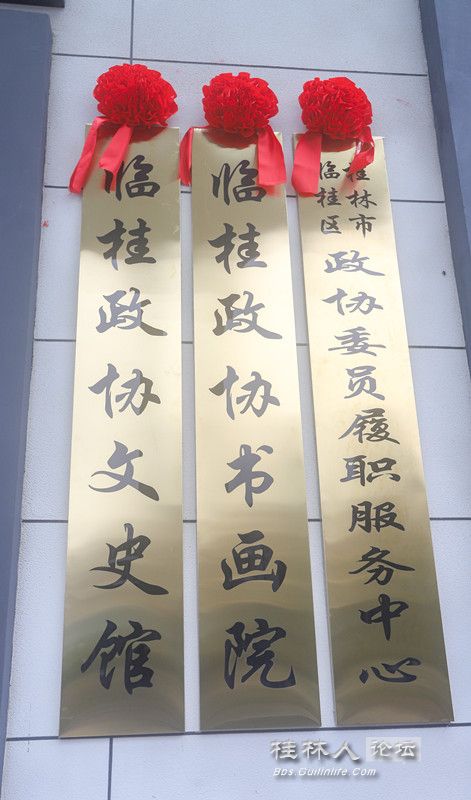 临桂政协文史馆
临桂政协书画院
桂林市
临桂区
政协委员履职服务中心
桂林人论坛
Bbs.Guilinlife.Com